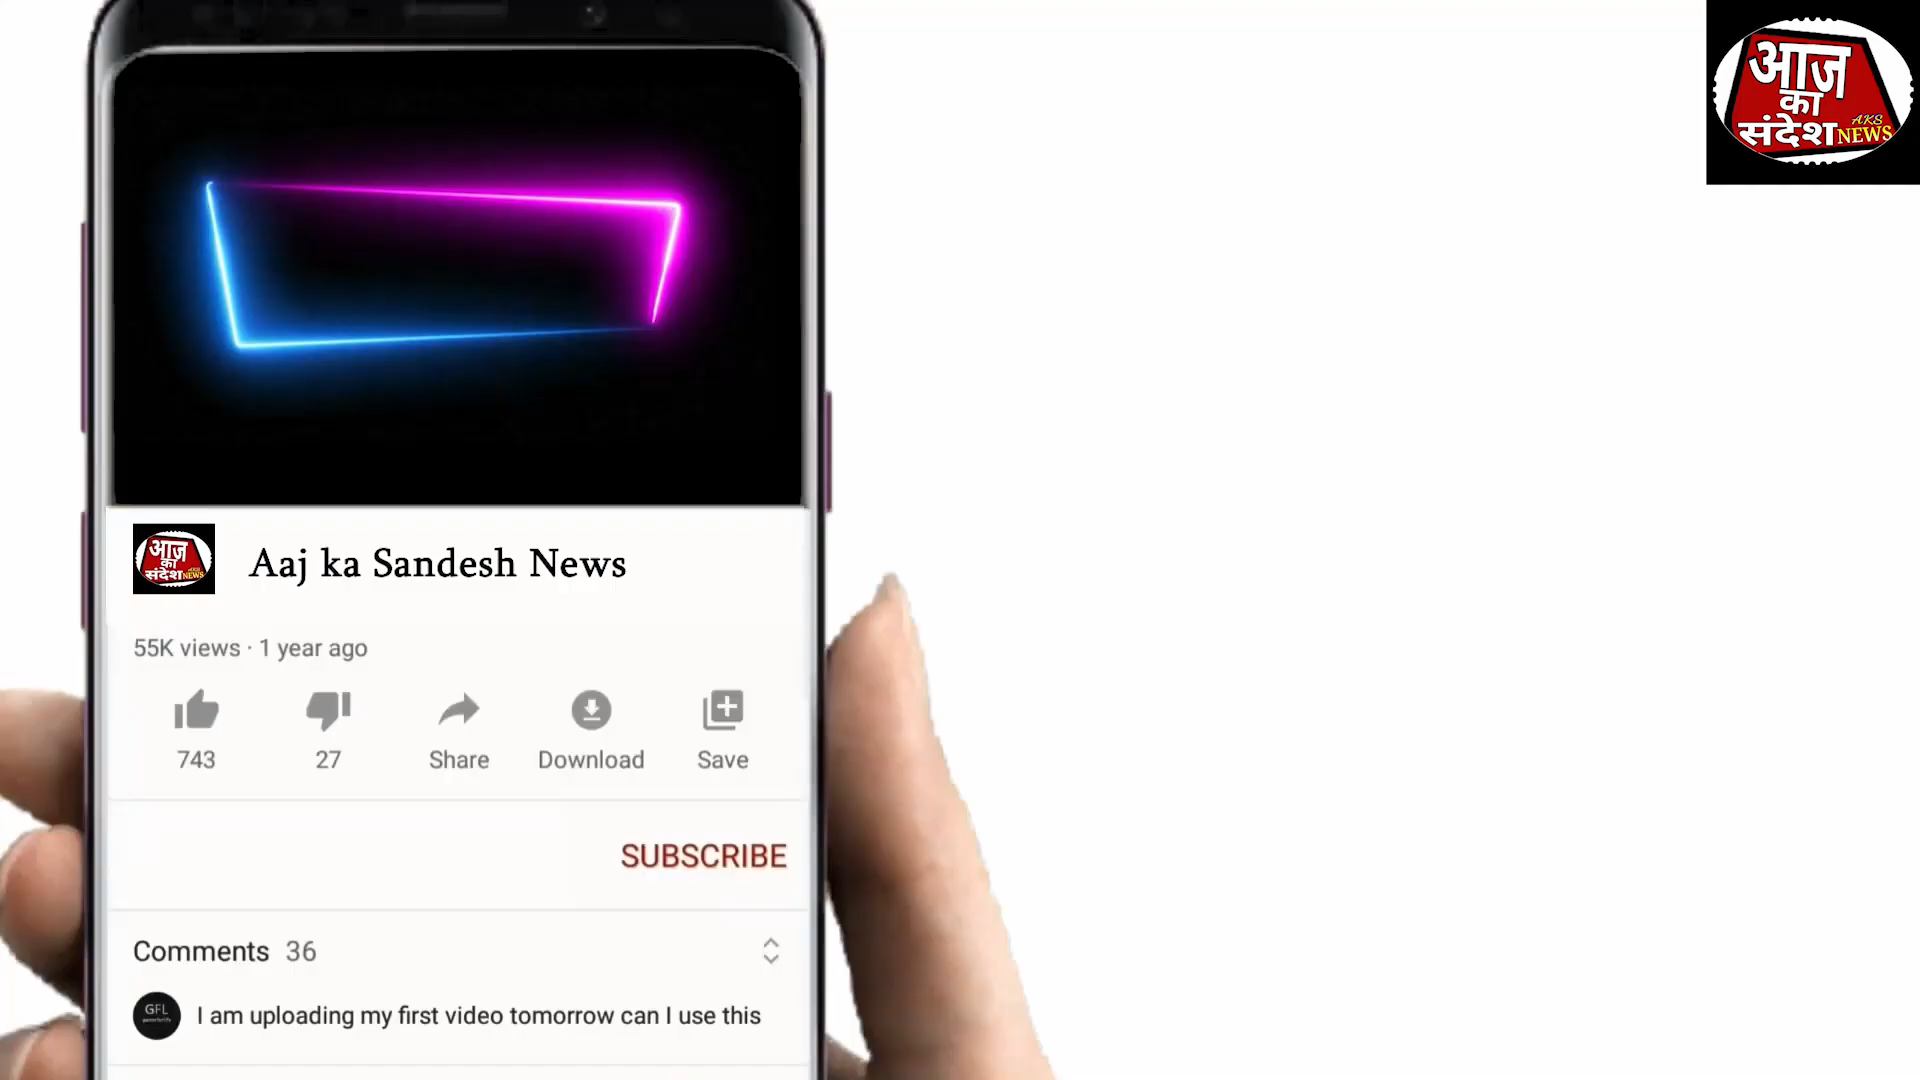 आज
का
संदेश
AKS
NEWS
आज
का
संदेश
NEWS
Aaj ka Sandesh News
55K views · 1 year ago
743
27
Share
Download
Save
SUBSCRIBE
Comments 36
GFL
I am uploading my first video tomorrow can I use this